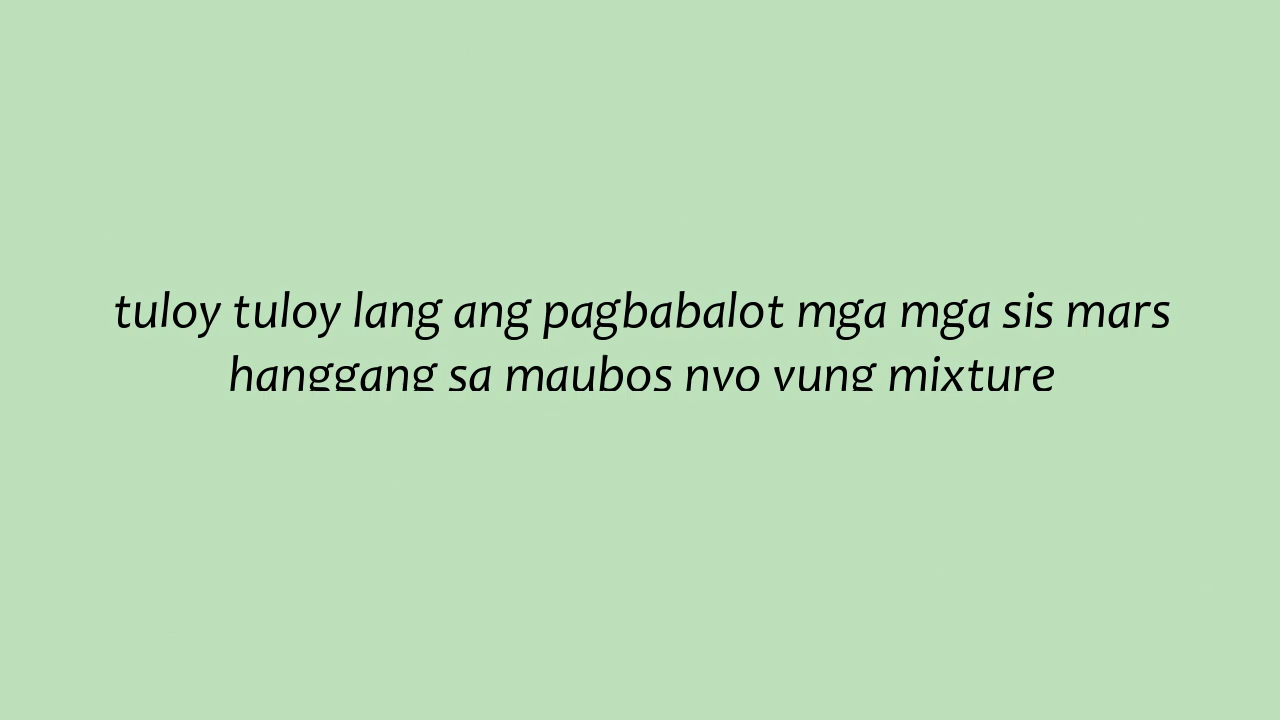 tuloy tuloy lang ang pagbabalot mga mga sis mars
hanggang sa maubos nyo yung mixture